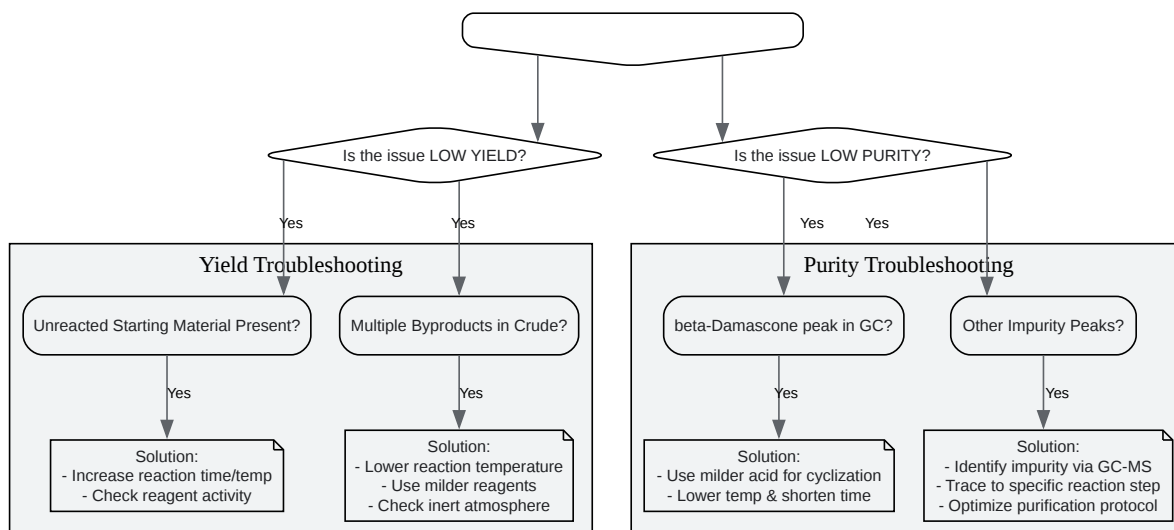 Is the issue LOW YIELD?
Is the issue LOW PURITY?
Yes
Yes
Yes
Yes
Yield Troubleshooting
Purity Troubleshooting
Unreacted Starting Material Present?
Multiple Byproducts in Crude?
beta-Damascone peak in GC?
Other Impurity Peaks?
Yes
Yes
Yes
Yes
Solution:
- Increase reaction time/temp
- Check reagent activity
Solution:
- Lower reaction temperature
- Use milder reagents
- Check inert atmosphere
Solution:
- Use milder acid for cyclization
- Lower temp & shorten time
Solution:
- Identify impurity via GC-MS
- Trace to specific reaction step
- Optimize purification protocol